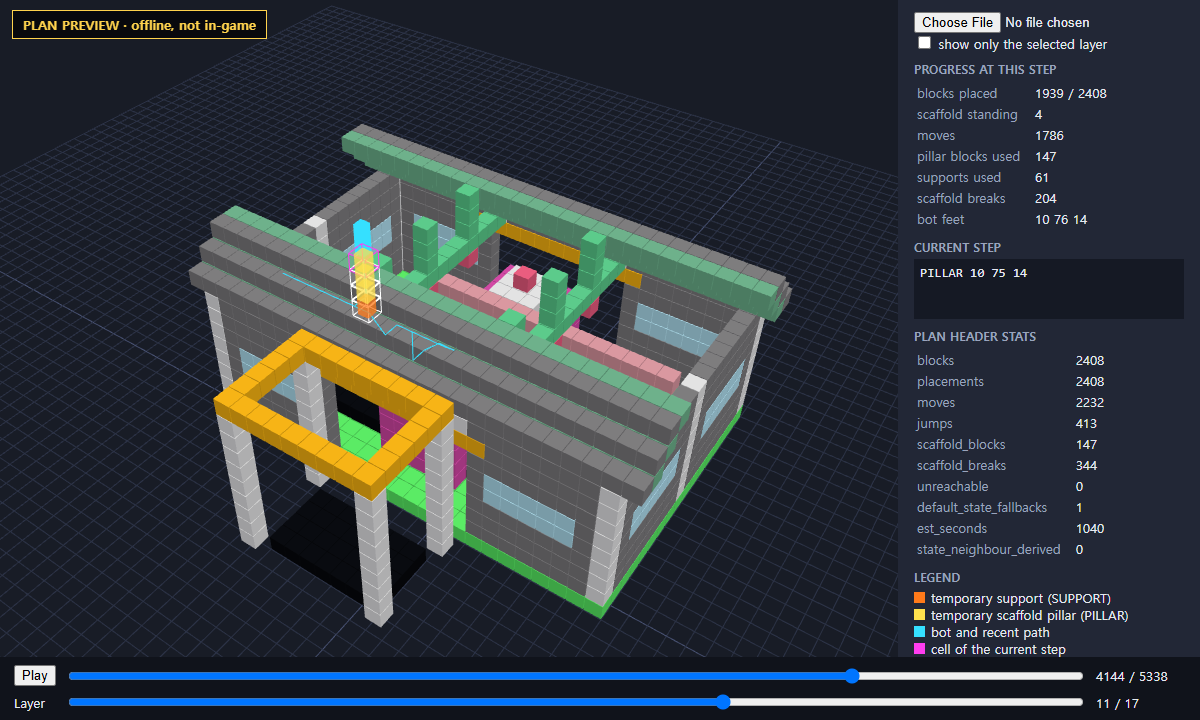 PLAN PREVIEW · offline, not in-game
Choose File No file chosen
show only the selected layer
PROGRESS AT THIS STEP
blocks placed 1939 / 2408
scaffold standing 4
moves 1786
pillar blocks used 147
supports used 61
scaffold breaks 204
bot feet 10 76 14
CURRENT STEP
PILLAR 10 75 14
PLAN HEADER STATS
blocks 2408
placements 2408
moves 2232
jumps 413
scaffold_blocks 147
scaffold_breaks 344
unreachable 0
default_state_fallbacks 1
est_seconds 1040
state_neighbour_derived 0
LEGEND
temporary support (SUPPORT)
temporary scaffold pillar (PILLAR)
bot and recent path
cell of the current step
Play 4144 / 5338
Layer 11 / 17